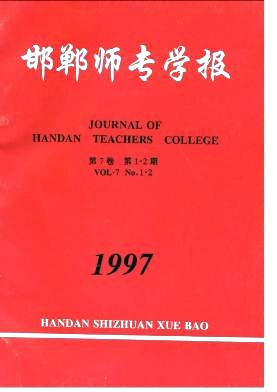 邯郸师专学报
JOURNAL OF
HANDAN TEACHERS COLLEGE
第7卷 第1·2期
VOL·7 No.1·2
1997
HANDAN SHIZHUAN XUE BAO